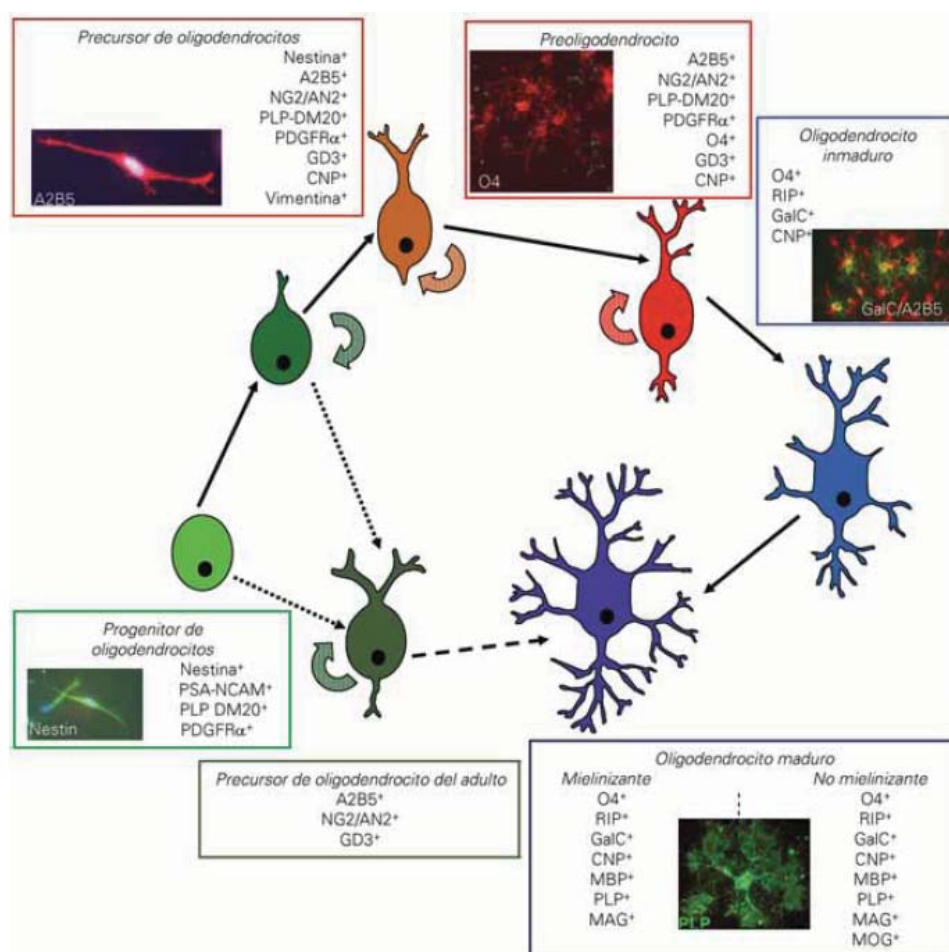 Precursor de oligodendrocitos
Nestina⁺
A2B5⁺
NG2/AN2⁺
PLP-DM20⁺
PDGFRα⁺
GD3⁺
CNP⁺
Vimentina⁺
A2B5
Preoligodendrocito
A2B5⁺
NG2/AN2⁺
PLP-DM20⁺
PDGFRα⁺
O4⁺
GD3⁺
CNP⁺
O4
Oligodendrocito
inmaduro
O4⁺
RIP⁺
GalC⁺
CNP⁺
GalC/A2B5
Progenitor de
oligodendrocitos
Nestina⁺
PSA-NCAM⁺
PLP DM20⁺
PDGFRα⁺
Nestin
Precursor de oligodendrocito del adulto
A2B5⁺
NG2/AN2⁺
GD3⁺
Oligodendrocito maduro
Mielinizante
O4⁺
RIP⁺
GalC⁺
CNP⁺
MBP⁺
PLP⁺
MAG⁺
PLP
No mielinizante
O4⁺
RIP⁺
GalC⁺
CNP⁺
MBP⁺
PLP⁺
MAG⁺
MOG⁺